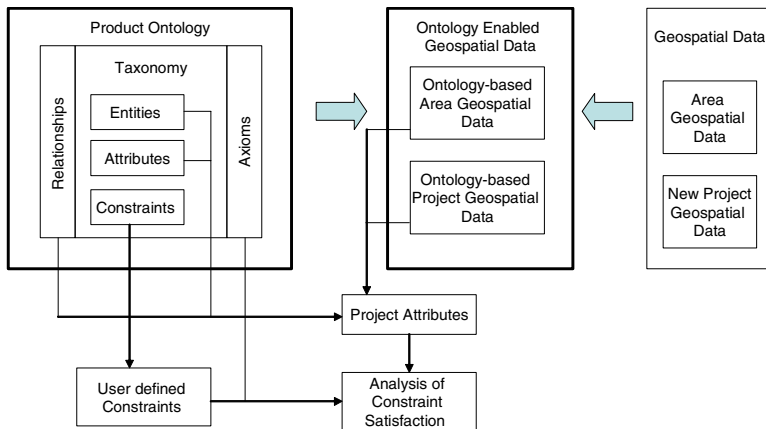 Product Ontology
Relationships
Taxonomy
Entities
Attributes
Constraints
Axioms
Ontology Enabled
Geospatial Data
Ontology-based
Area Geospatial
Data
Ontology-based
Project Geospatial
Data
Geospatial Data
Area
Geospatial
Data
New Project
Geospatial
Data
Project Attributes
User defined
Constraints
Analysis of
Constraint
Satisfaction